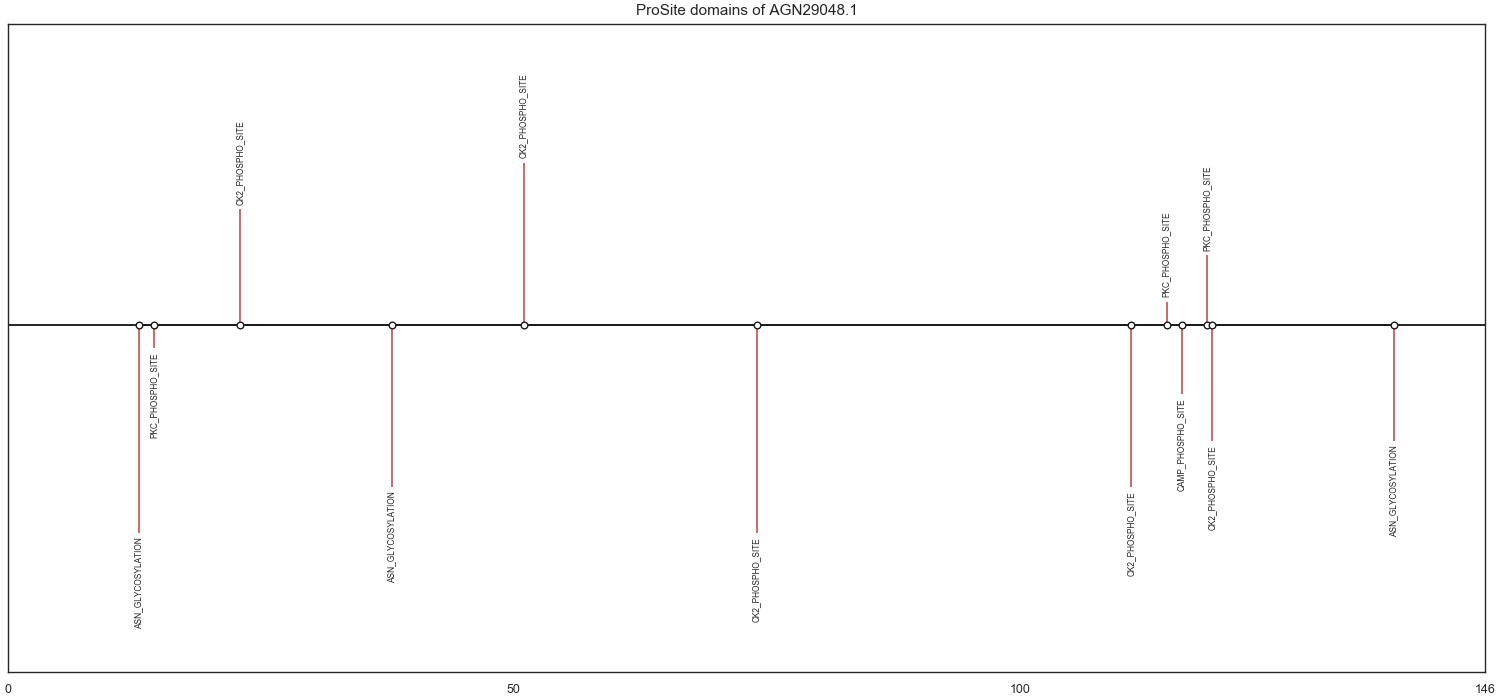 ProSite domains of AGN29048.1
ASN_GLYCOSYLATION
PKC_PHOSPHO_SITE
CK2_PHOSPHO_SITE
ASN_GLYCOSYLATION
CK2_PHOSPHO_SITE
CK2_PHOSPHO_SITE
CK2_PHOSPHO_SITE
PKC_PHOSPHO_SITE
CAMP_PHOSPHO_SITE
PKC_PHOSPHO_SITE
CK2_PHOSPHO_SITE
ASN_GLYCOSYLATION
0 50 100 146